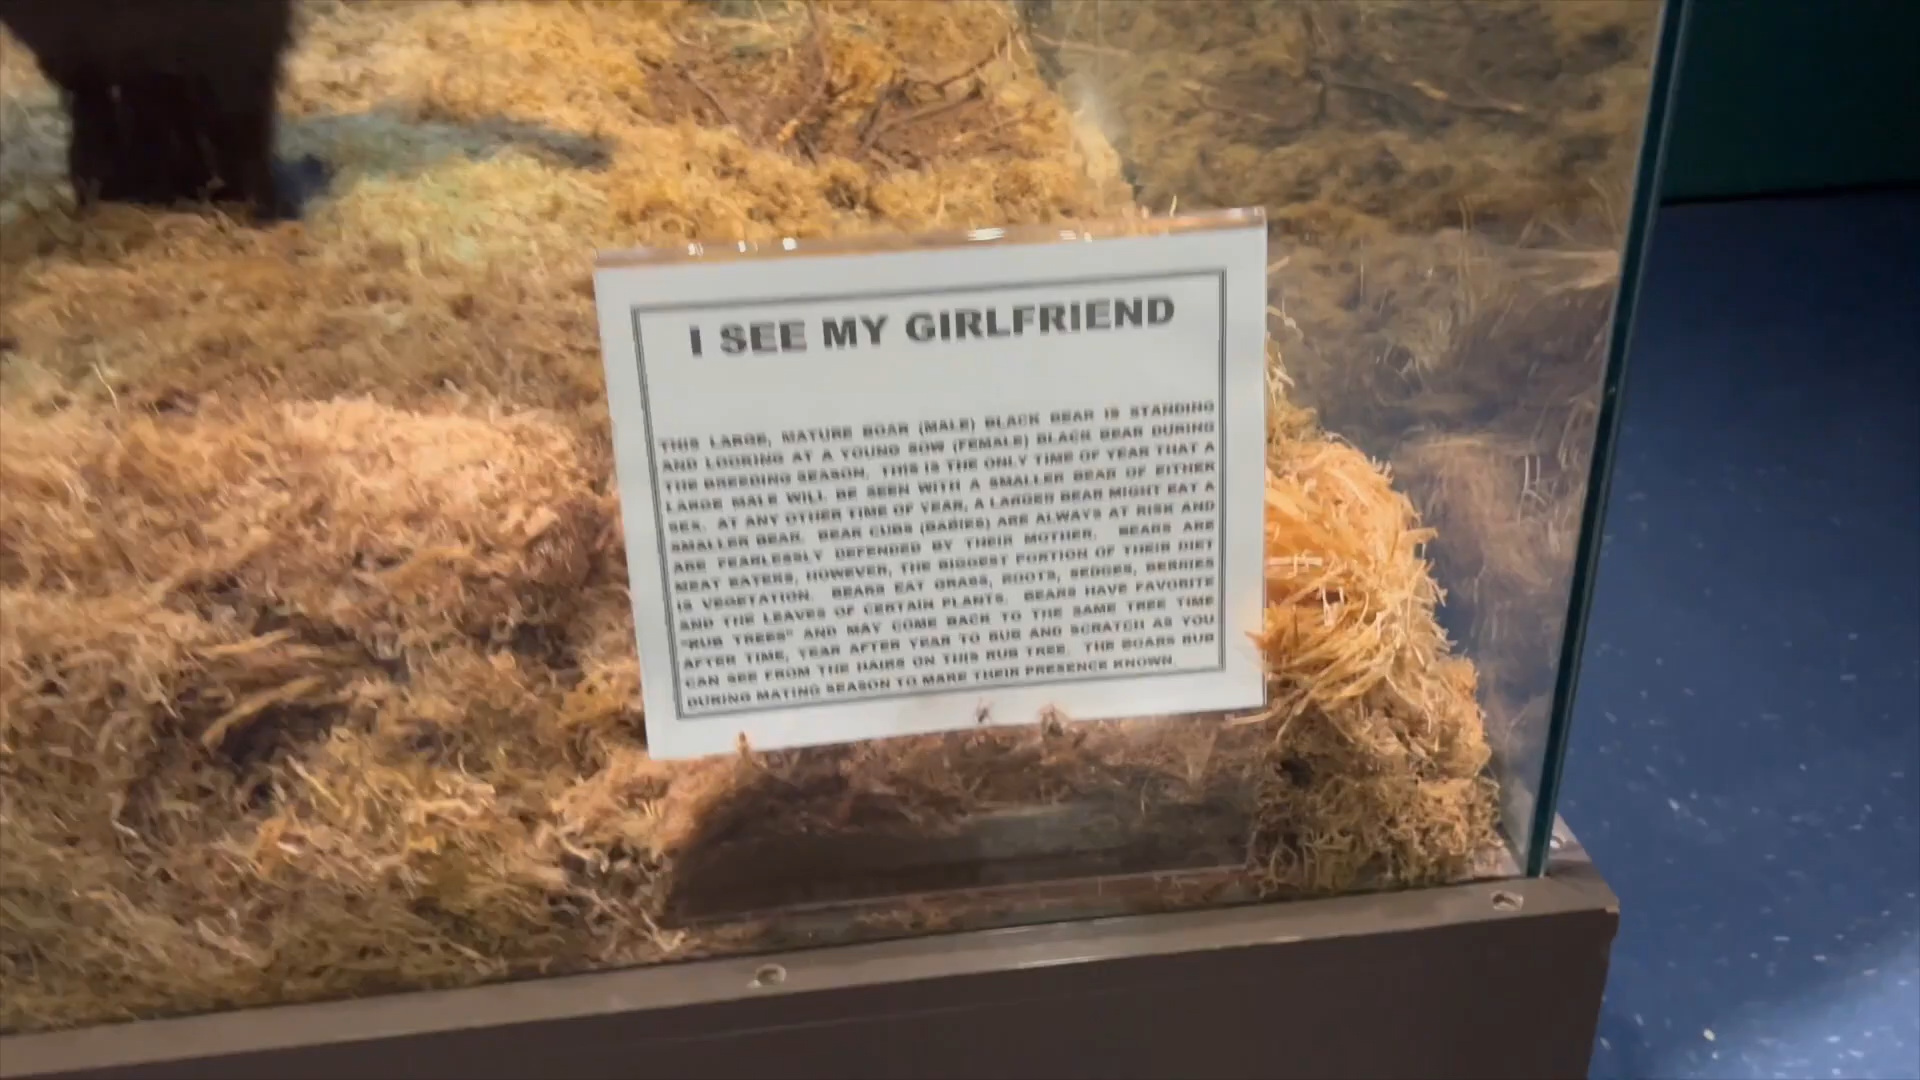 I SEE MY GIRLFRIEND
THIS LARGE, MATURE BOAR (MALE) BLACK BEAR IS STANDING
AND LOOKING AT A YOUNG SOW (FEMALE) BLACK BEAR DURING
THE BREEDING SEASON. THIS IS THE ONLY TIME OF YEAR THAT A
LARGE MALE WILL BE SEEN WITH A SMALLER BEAR OF EITHER
SEX. AT ANY OTHER TIME OF YEAR, A LARGER BEAR MIGHT EAT A
SMALLER BEAR. BEAR CUBS (BABIES) ARE ALWAYS AT RISK AND
ARE FEARLESSLY DEFENDED BY THEIR MOTHER. BEARS ARE
MEAT EATERS, HOWEVER, THE BIGGEST PORTION OF THEIR DIET
IS VEGETATION. BEARS EAT GRASS, ROOTS, SEDGES, BERRIES
AND THE LEAVES OF CERTAIN PLANTS. BEARS HAVE FAVORITE
"RUB TREES" AND MAY COME BACK TO THE SAME TREE TIME
AFTER TIME, YEAR AFTER YEAR TO RUB AND SCRATCH AS YOU
CAN SEE FROM THE HAIRS ON THIS RUB TREE. THE BOARS RUB
DURING MATING SEASON TO MAKE THEIR PRESENCE KNOWN.